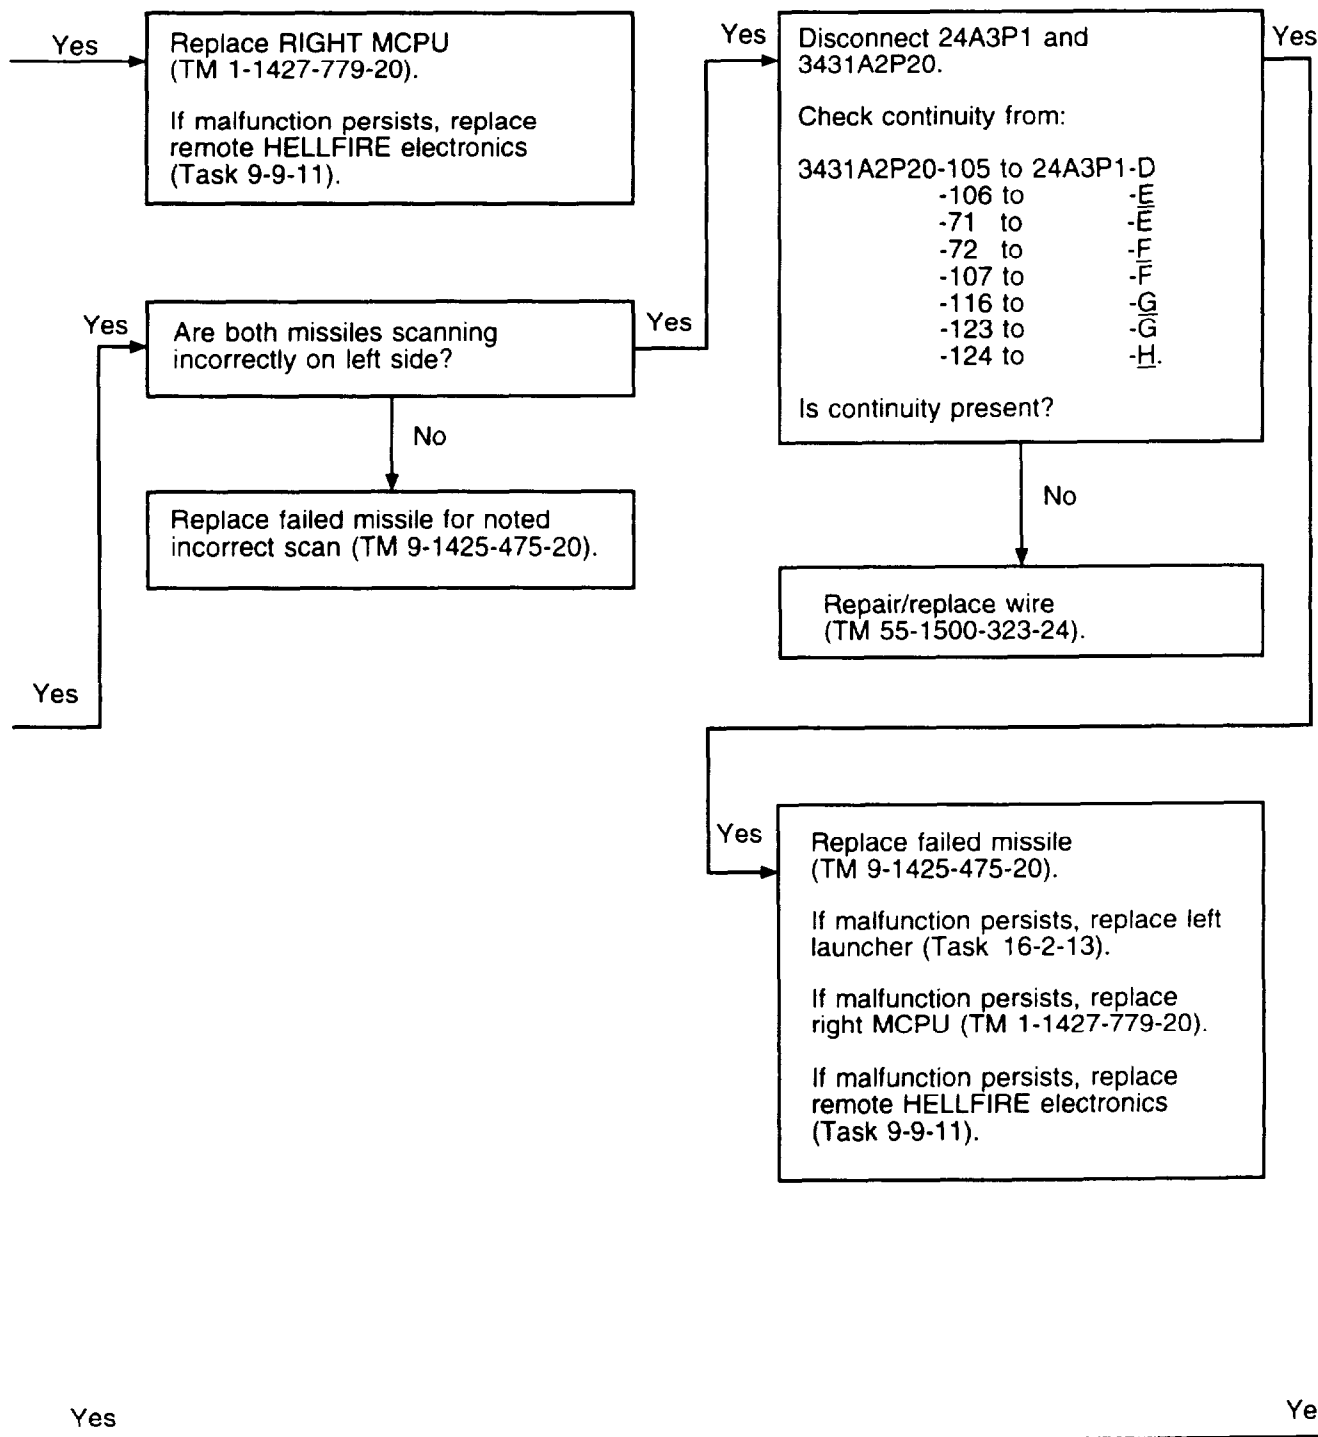 Yes
Replace RIGHT MCPU
(TM 1-1427-779-20).
If malfunction persists, replace
remote HELLFIRE electronics
(Task 9-9-11).
Yes
Are both missiles scanning
incorrectly on left side?
Yes
No
Replace failed missile for noted
incorrect scan (TM 9-1425-475-20).
Yes
Yes
Disconnect 24A3P1 and
3431A2P20.
Check continuity from:
3431A2P20-105 to 24A3P1-D
-106 to -E
-71 to -E
-72 to -F
-107 to -F
-116 to -G
-123 to -G
-124 to -H.
Is continuity present?
Yes
No
Repair/replace wire
(TM 55-1500-323-24).
Yes
Replace failed missile
(TM 9-1425-475-20).
If malfunction persists, replace left
launcher (Task 16-2-13).
If malfunction persists, replace
right MCPU (TM 1-1427-779-20).
If malfunction persists, replace
remote HELLFIRE electronics
(Task 9-9-11).
Yes
Ye